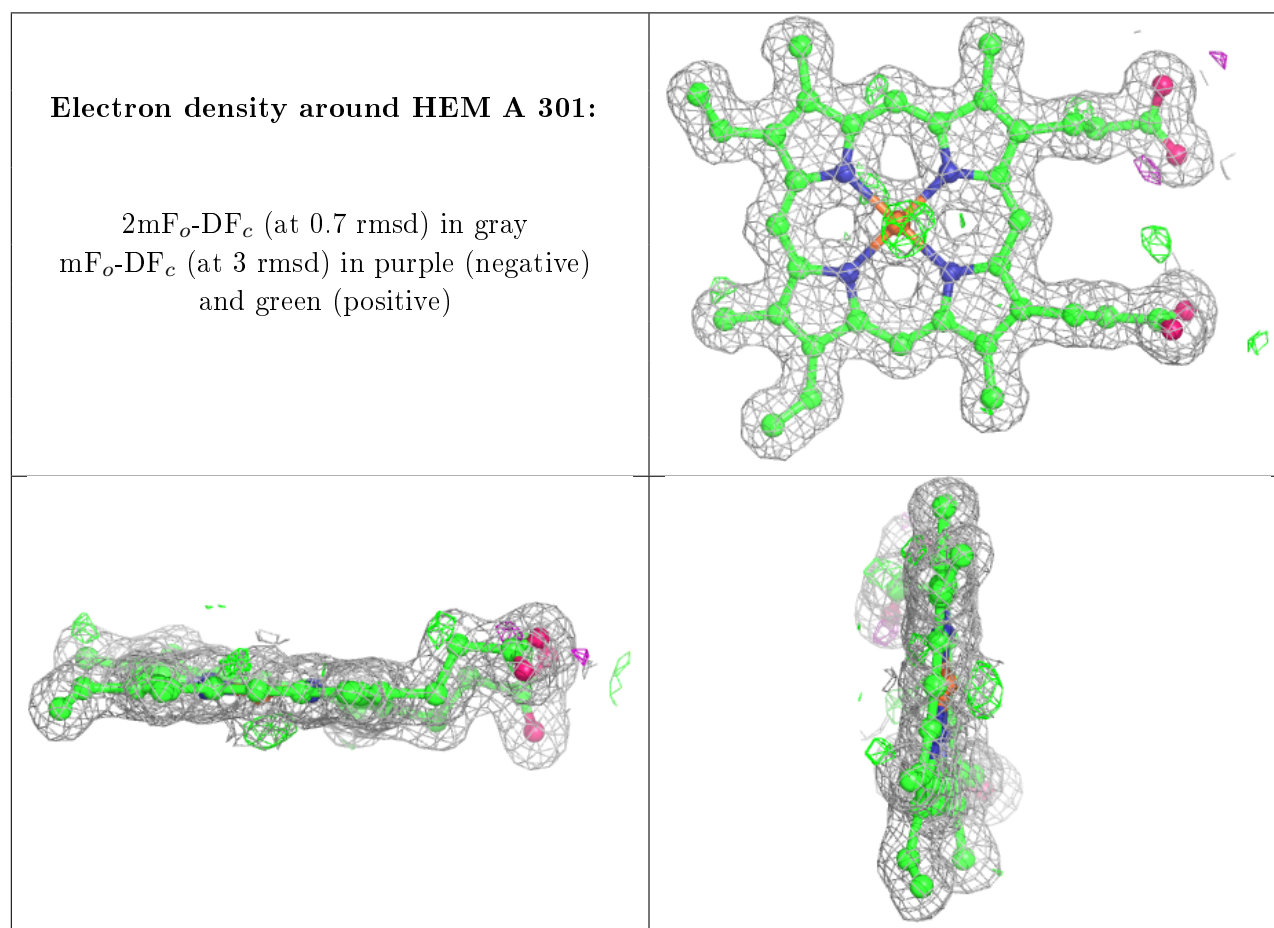 Electron density around HEM A 301:
2mFₒ-DF𝒸 (at 0.7 rmsd) in gray
mFₒ-DF𝒸 (at 3 rmsd) in purple (negative)
and green (positive)